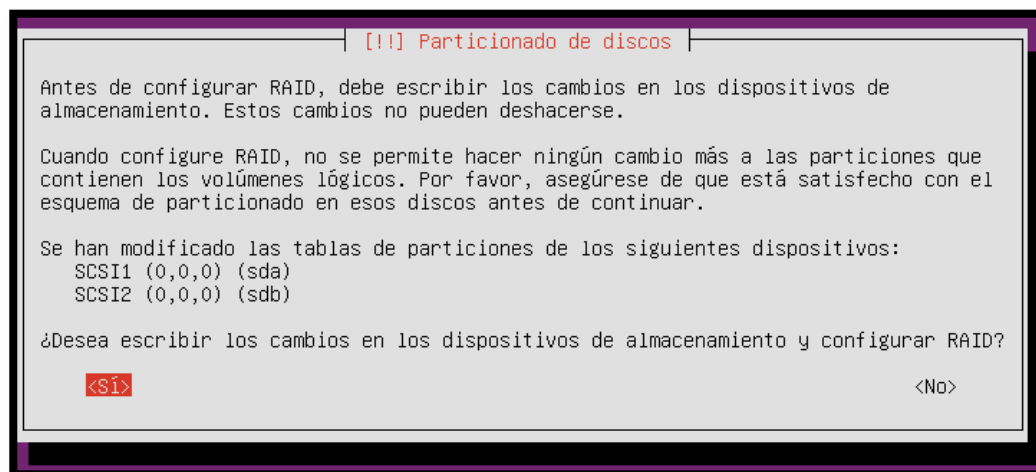 [!!] Particionado de discos
Antes de configurar RAID, debe escribir los cambios en los dispositivos de
almacenamiento. Estos cambios no pueden deshacerse.
Cuando configure RAID, no se permite hacer ningún cambio más a las particiones que
contienen los volúmenes lógicos. Por favor, asegúrese de que está satisfecho con el
esquema de particionado en esos discos antes de continuar.
Se han modificado las tablas de particiones de los siguientes dispositivos:
SCSI1 (0,0,0) (sda)
SCSI2 (0,0,0) (sdb)
¿Desea escribir los cambios en los dispositivos de almacenamiento y configurar RAID?
<Sí> <No>